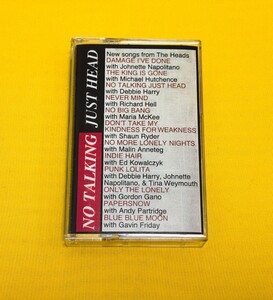 NO TALKING JUST HEAD
New songs from The Heads
DAMAGE I'VE DONE
with Johnette Napolitano
THE KING IS GONE
with Michael Hutchence
NO TALKING JUST HEAD
with Debbie Harry
NEVER MIND
with Richard Hell
NO BIG BANG
with Maria McKee
DON'T TAKE MY
KINDNESS FOR WEAKNESS
with Shaun Ryder
NO MORE LONELY NIGHTS
with Malin Anneteg
INDIE HAIR
with Ed Kowalczyk
PUNK LOLITA
with Debbie Harry, Johnette
Napolitano, & Tina Weymouth
ONLY THE LONELY
with Gordon Gano
PAPERSNOW
with Andy Partridge
BLUE BLUE MOON
with Gavin Friday